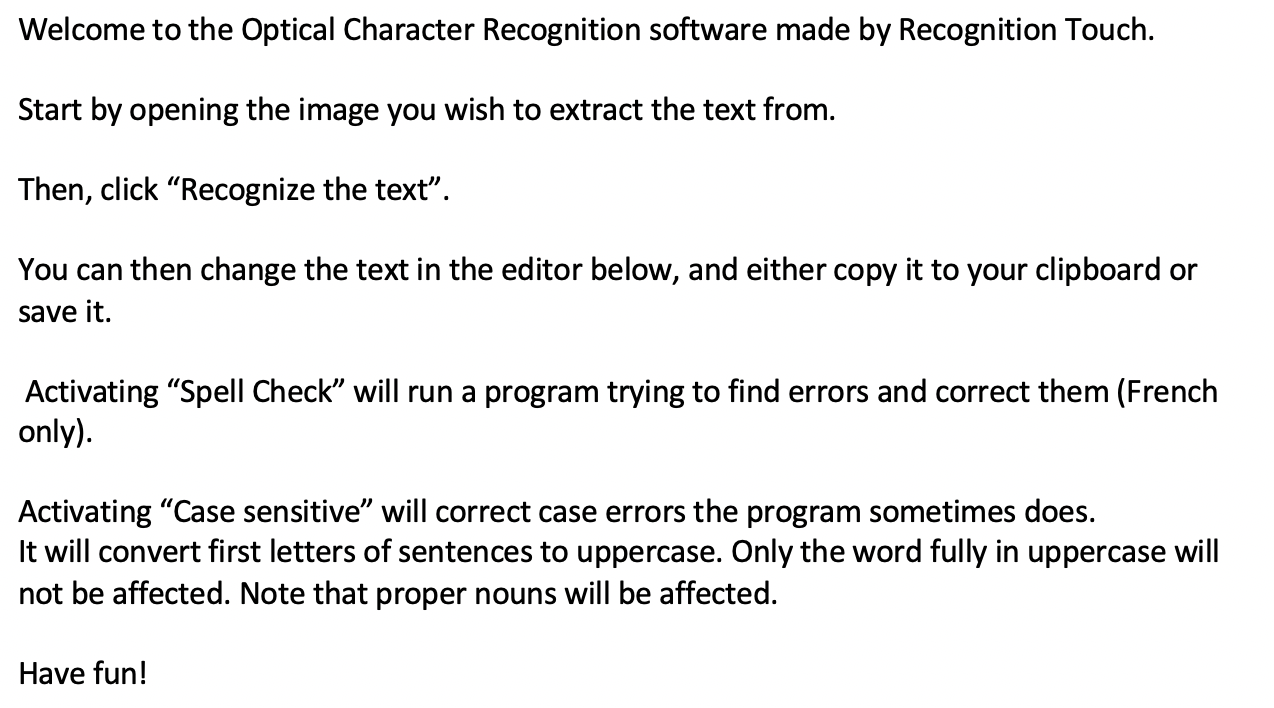 Welcome to the Optical Character Recognition software made by Recognition Touch.
Start by opening the image you wish to extract the text from.
Then, click “Recognize the text”.
You can then change the text in the editor below, and either copy it to your clipboard or
save it.
Activating “Spell Check” will run a program trying to find errors and correct them (French
only).
Activating “Case sensitive” will correct case errors the program sometimes does.
It will convert first letters of sentences to uppercase. Only the word fully in uppercase will
not be affected. Note that proper nouns will be affected.
Have fun!